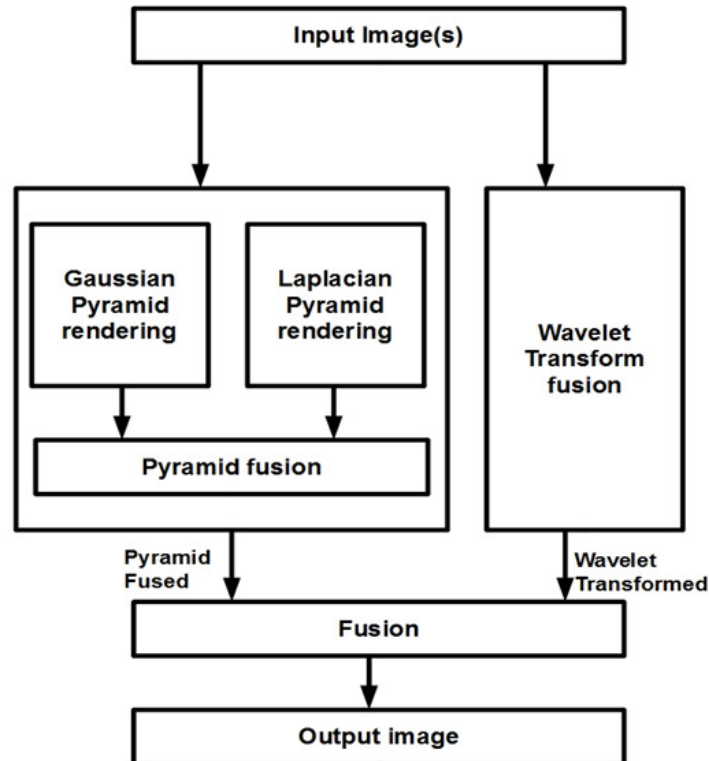 Input Image(s)
Gaussian
Pyramid
rendering
Laplacian
Pyramid
rendering
Wavelet
Transform
fusion
Pyramid fusion
Pyramid
Fused
Wavelet
Transformed
Fusion
Output image